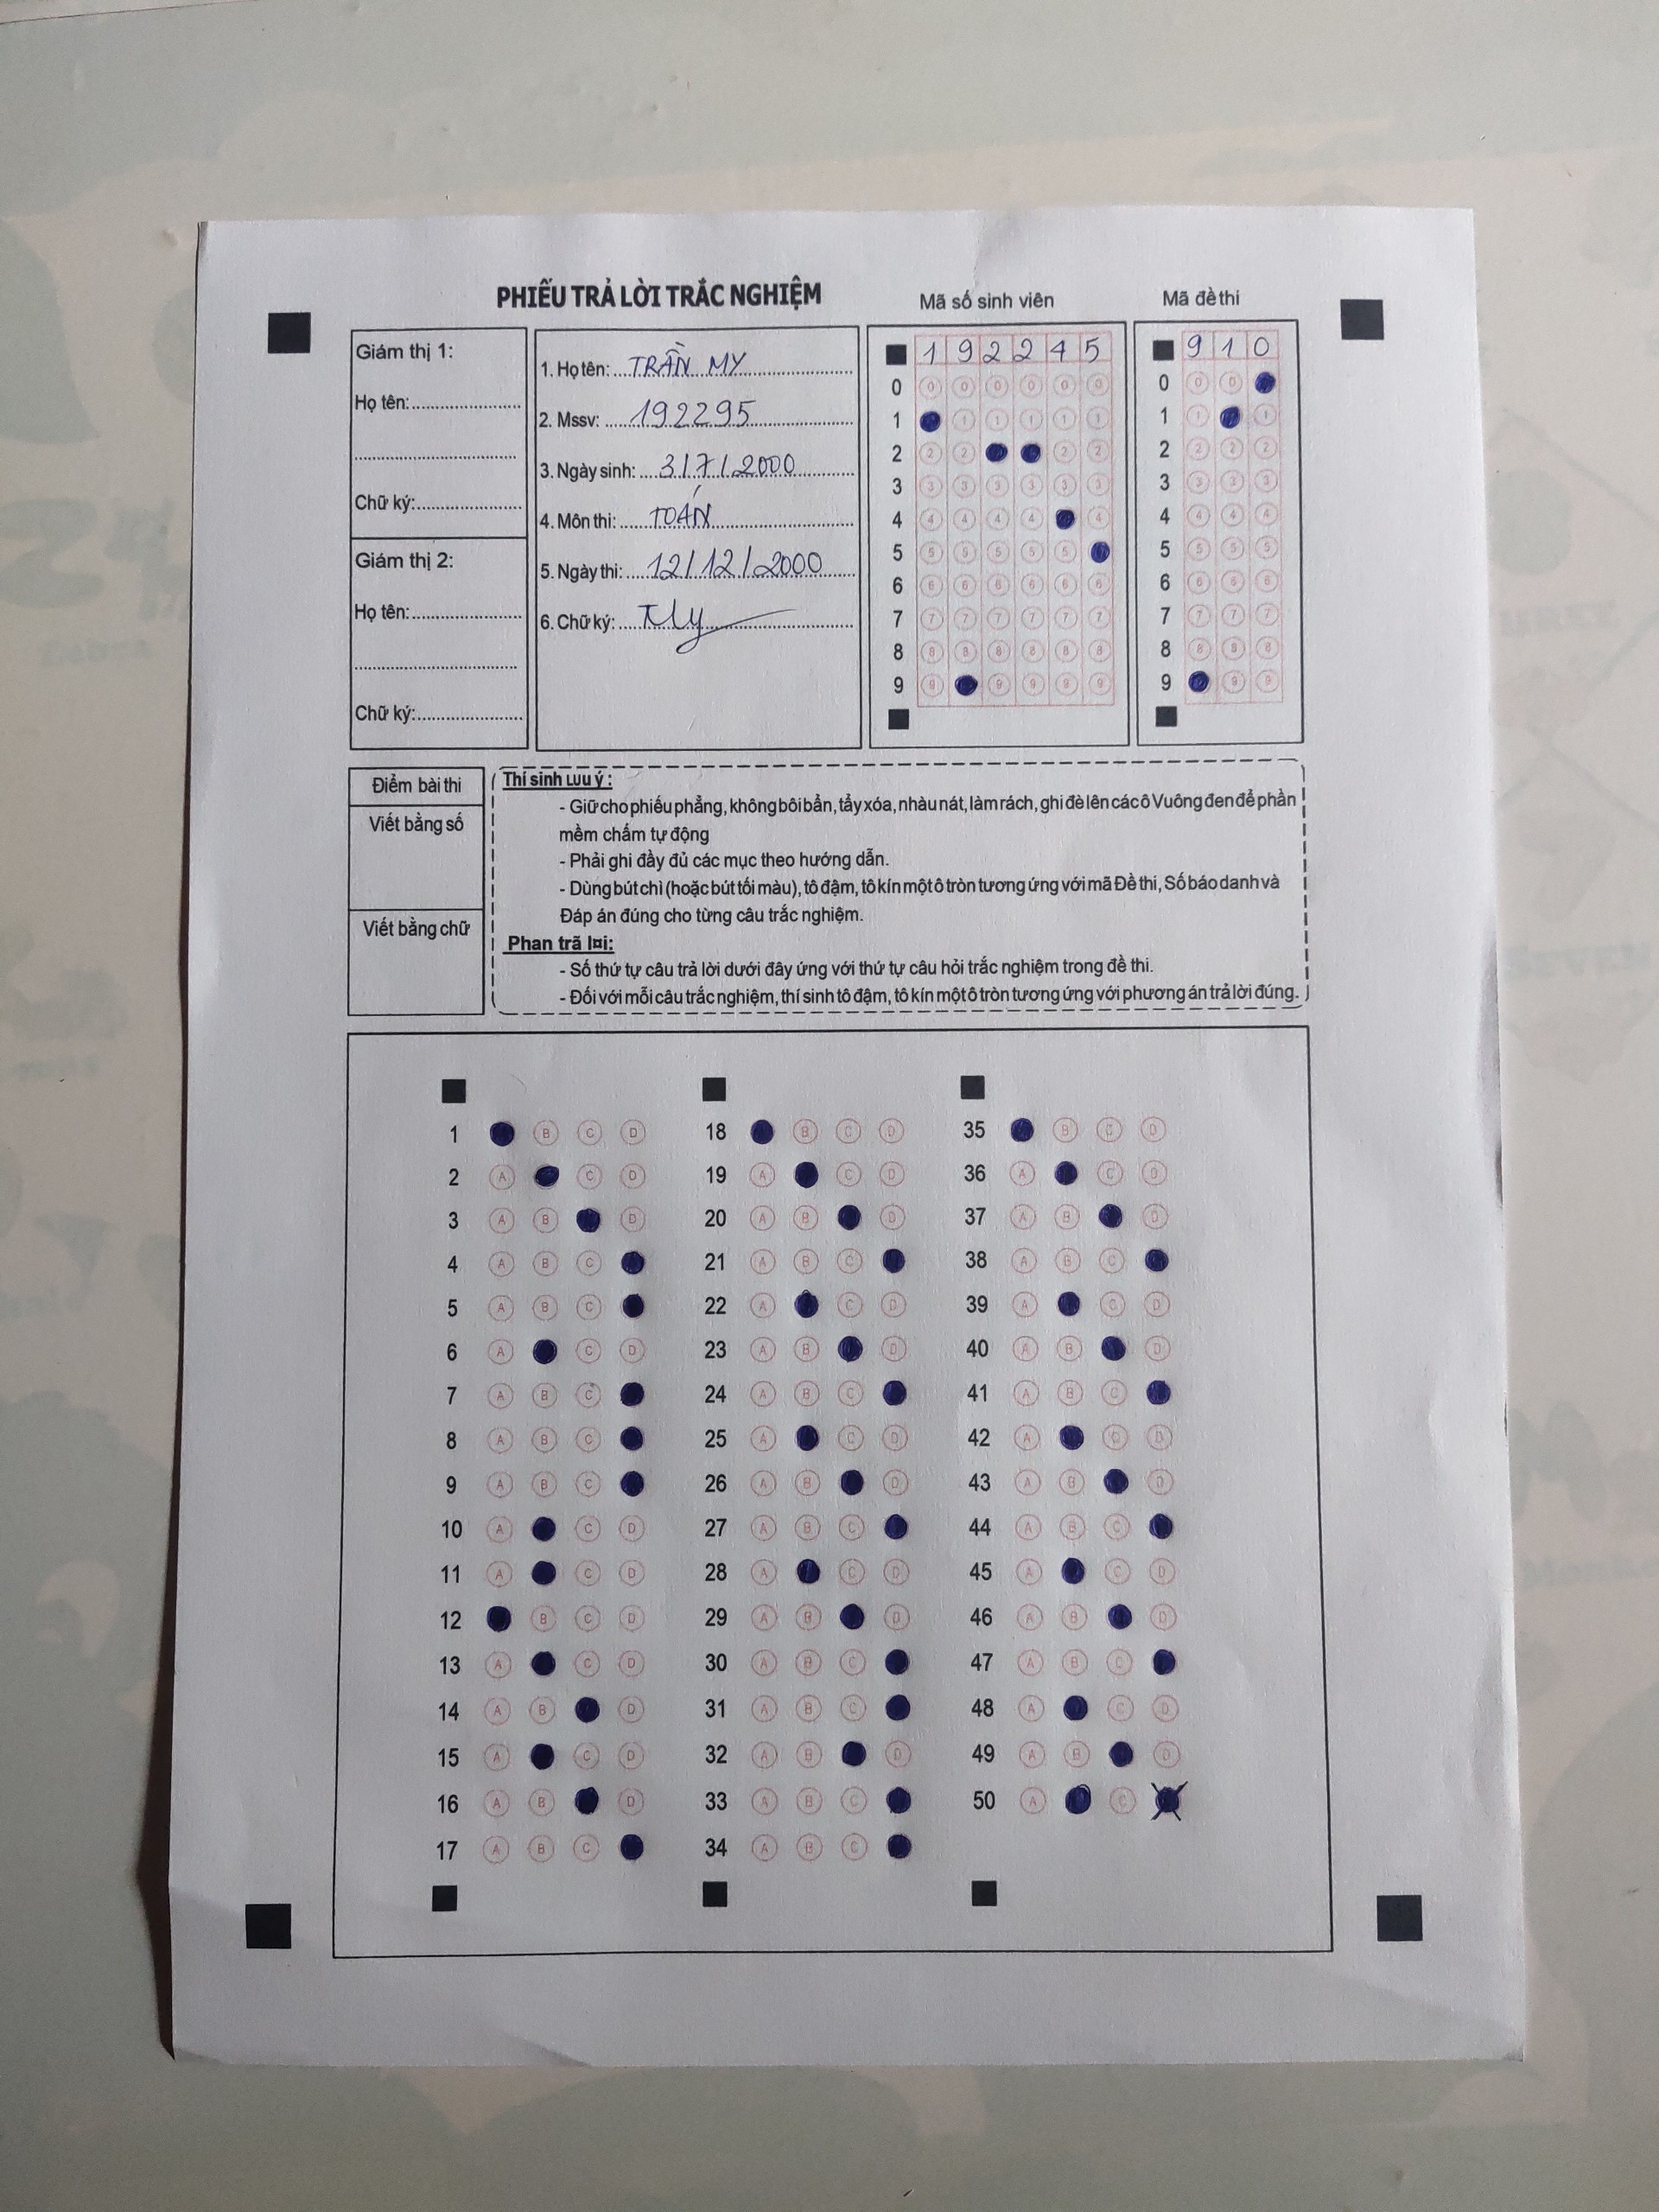 PHIẾU TRẢ LỜI TRẮC NGHIỆM
Mã số sinh viên
Mã đề thi
Giám thị 1:
Họ tên:
Chữ ký:
Giám thị 2:
Họ tên:
Chữ ký:
1. Họ tên: TRẦN MY
2. Mssv: 192295
3. Ngày sinh: 3/7/2000
4. Môn thi: TOÁN
5. Ngày thi: 12/12/2000
6. Chữ ký: My
1 9 2 2 4 5
0 0 0 0 0 0 0
1 1 1 1 1 1
2 2 2 2 2
3 3 3 3 3 3 3
4 4 4 4 4 4
5 5 5 5 5 5
6 6 6 6 6 6 6
7 7 7 7 7 7 7
8 8 8 8 8 8 8
9 9 9 9 9 9
9 1 0
0 0 0
1 1 1
2 2 2 2
3 3 3 3
4 4 4 4
5 5 5 5
6 6 6 6
7 7 7 7
8 8 8 8
9 9 9
Điểm bài thi
Viết bằng số
Viết bằng chữ
Thí sinh Lưu ý :
- Giữ cho phiếu phẳng, không bôi bẩn, tẩy xóa, nhàu nát, làm rách, ghi đè lên các ô Vuông đen để phần
mềm chấm tự động
- Phải ghi đầy đủ các mục theo hướng dẫn.
- Dùng bút chì (hoặc bút tối màu), tô đậm, tô kín một ô tròn tương ứng với mã Đề thi, Số báo danh và
Đáp án đúng cho từng câu trắc nghiệm.
Phan trã l¤i:
- Số thứ tự câu trả lời dưới đây ứng với thứ tự câu hỏi trắc nghiệm trong đề thi.
- Đối với mỗi câu trắc nghiệm, thí sinh tô đậm, tô kín một ô tròn tương ứng với phương án trả lời đúng.
1 B C D
2 A C D
3 A B D
4 A B C
5 A B C
6 A C D
7 A B C
8 A B C
9 A B C
10 A C D
11 A C D
12 B C D
13 A C D
14 A B D
15 A C D
16 A B D
17 A B C
18 B C D
19 A C D
20 A B D
21 A B C
22 A C D
23 A B D
24 A B C
25 A C D
26 A B D
27 A B C
28 A C D
29 A B D
30 A B C
31 A B C
32 A B D
33 A B C
34 A B C
35 B C D
36 A C D
37 A B D
38 A B C
39 A C D
40 A B D
41 A B C
42 A C D
43 A B D
44 A B C
45 A C D
46 A B D
47 A B C
48 A C D
49 A B D
50 A C